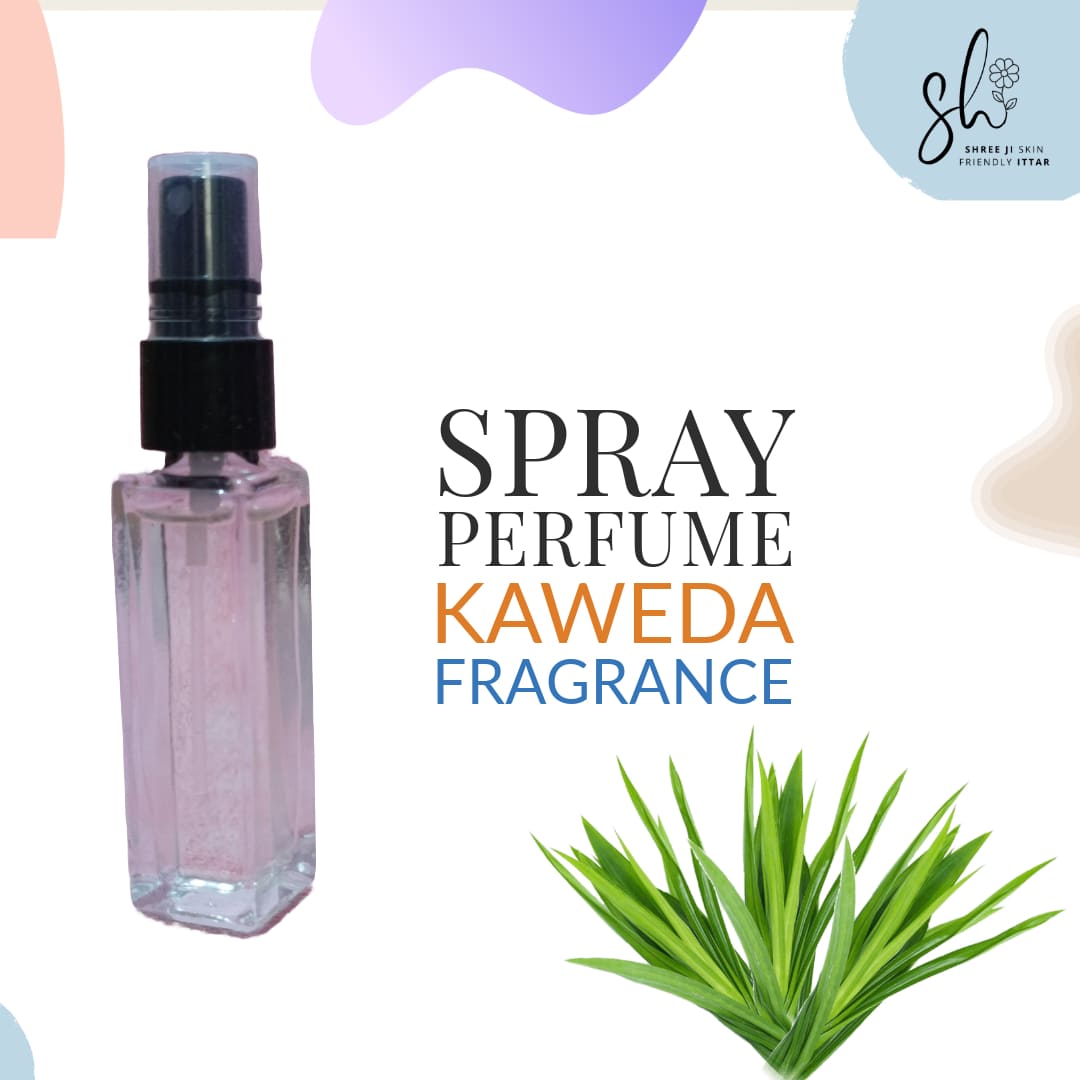 Sh
SHREE JI SKIN
FRIENDLY ITTAR
SPRAY
PERFUME
KAWEDA
FRAGRANCE